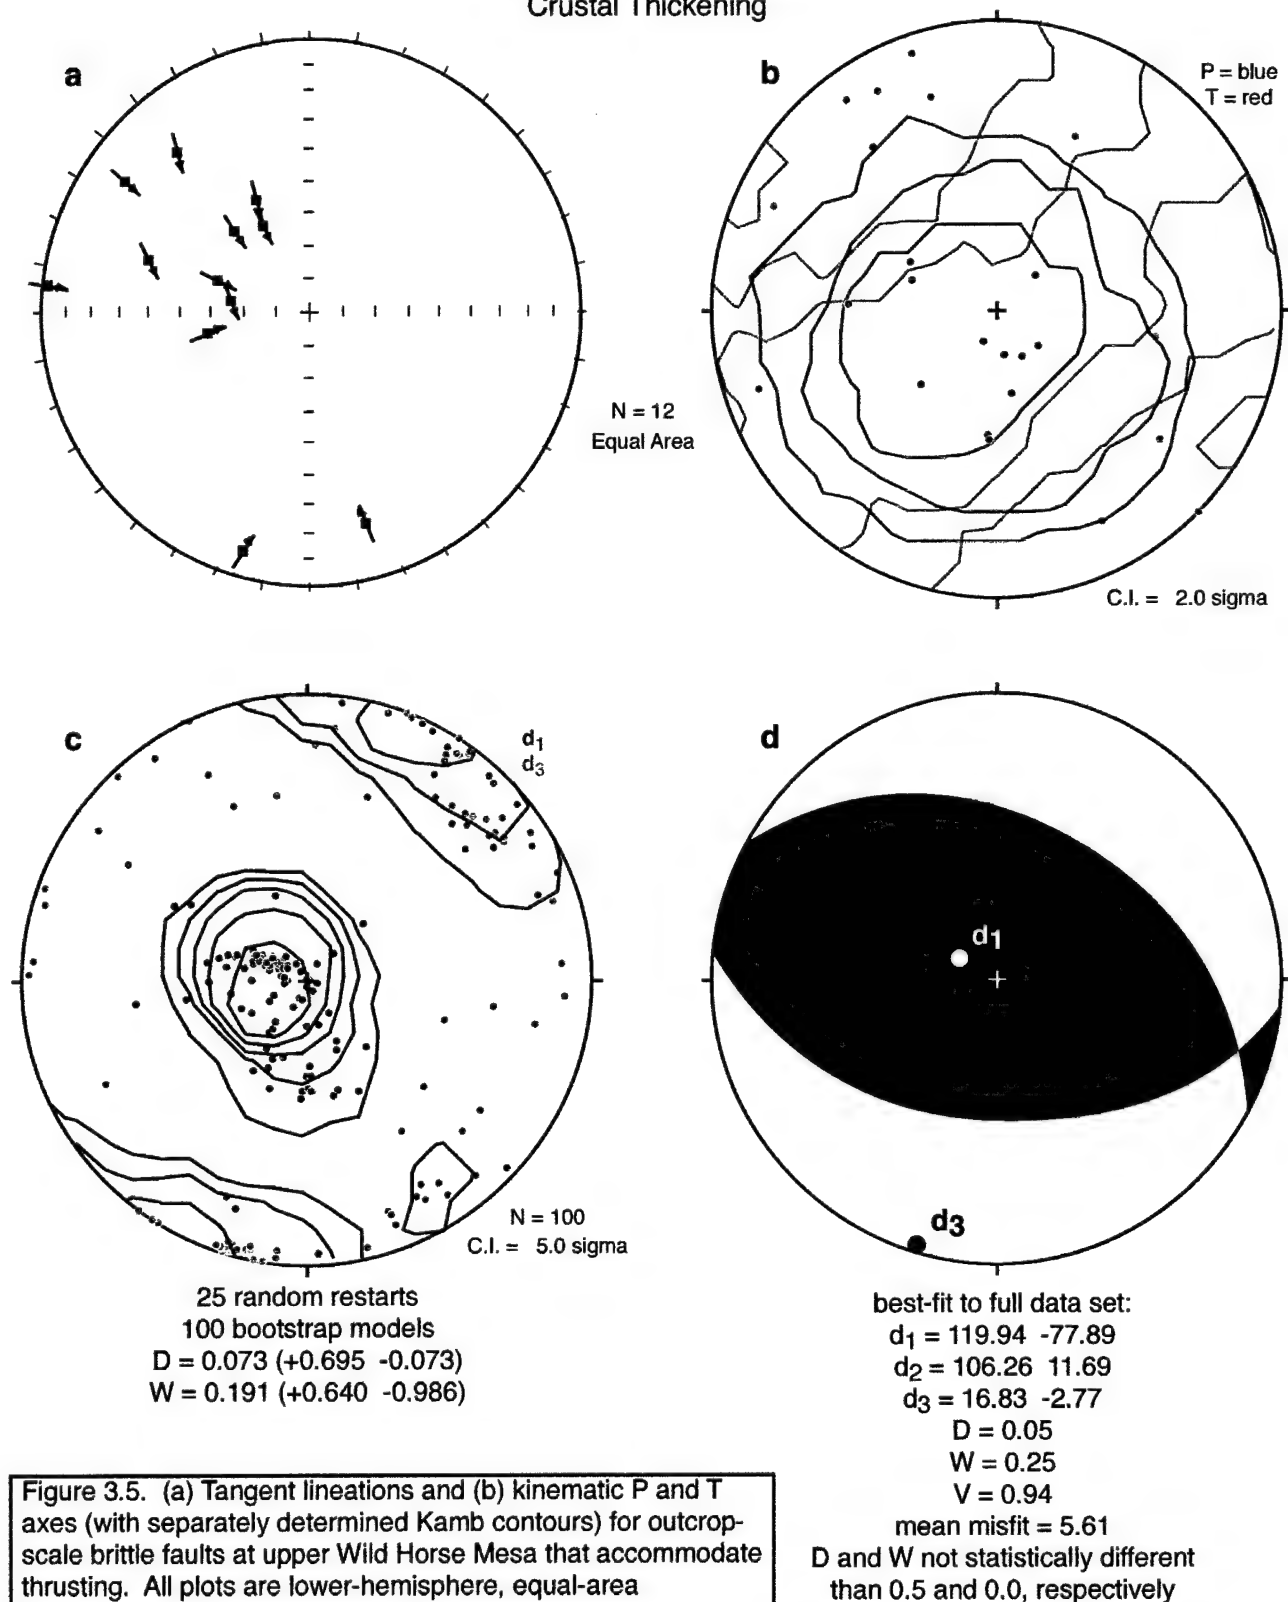 Crustal Thickening
a
N = 12
Equal Area
b
P = blue
T = red
C.I. = 2.0 sigma
c
d1
d3
N = 100
C.I. = 5.0 sigma
25 random restarts
100 bootstrap models
D = 0.073 (+0.695 -0.073)
W = 0.191 (+0.640 -0.986)
d
d1
d3
best-fit to full data set:
d1 = 119.94 -77.89
d2 = 106.26 11.69
d3 = 16.83 -2.77
D = 0.05
W = 0.25
V = 0.94
mean misfit = 5.61
D and W not statistically different
than 0.5 and 0.0, respectively
Figure 3.5. (a) Tangent lineations and (b) kinematic P and T
axes (with separately determined Kamb contours) for outcrop-
scale brittle faults at upper Wild Horse Mesa that accommodate
thrusting. All plots are lower-hemisphere, equal-area